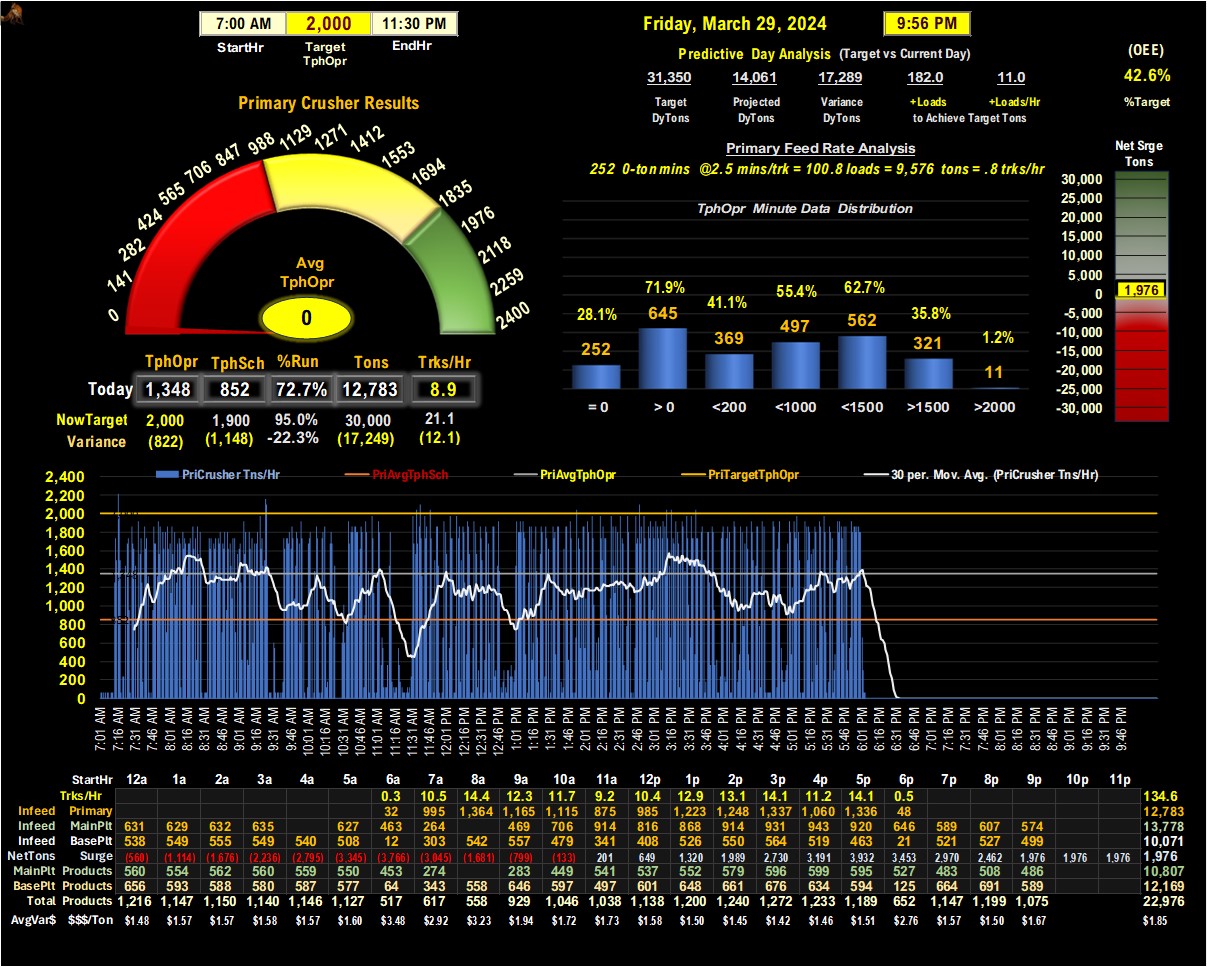 7:00 AM 2,000 11:30 PM
StartHr Target TphOpr EndHr
Friday, March 29, 2024 9:56 PM
Predictive Day Analysis (Target vs Current Day)
31,350 14,061 17,289 182.0 11.0
Target DyTons Projected DyTons Variance DyTons +Loads +Loads/Hr
to Achieve Target Tons
(OEE)
42.6%
%Target
Primary Crusher Results
0 141 282 424 565 706 847 988 1129 1271 1412 1553 1694 1835 1976 2118 2259 2400
Avg
TphOpr
0
TphOpr TphSch %Run Tons Trks/Hr
Today 1,348 852 72.7% 12,783 8.9
NowTarget 2,000 1,900 95.0% 30,000 21.1
Variance (822) (1,148) -22.3% (17,249) (12.1)
Primary Feed Rate Analysis
252 0-ton mins @2.5 mins/trk = 100.8 loads = 9,576 tons = .8 trks/hr
TphOpr Minute Data Distribution
28.1% 71.9% 41.1% 55.4% 62.7% 35.8% 1.2%
252 645 369 497 562 321 11
= 0 > 0 <200 <1000 <1500 >1500 >2000
Net Srge
Tons
30,000
25,000
20,000
15,000
10,000
5,000
1,976
0
-5,000
-10,000
-15,000
-20,000
-25,000
-30,000
PriCrusher Tns/Hr PriAvgTphSch PriAvgTphOpr PriTargetTphOpr 30 per. Mov. Avg. (PriCrusher Tns/Hr)
2,400
2,200
2,000
1,800
1,600
1,400
1,200
1,000
800
600
400
200
0
7:01 AM 7:16 AM 7:31 AM 7:46 AM 8:01 AM 8:16 AM 8:31 AM 8:46 AM 9:01 AM 9:16 AM 9:31 AM 9:46 AM 10:01 AM 10:16 AM 10:31 AM 10:46 AM 11:01 AM 11:16 AM 11:31 AM 11:46 AM 12:01 PM 12:16 PM 12:31 PM 12:46 PM 1:01 PM 1:16 PM 1:31 PM 1:46 PM 2:01 PM 2:16 PM 2:31 PM 2:46 PM 3:01 PM 3:16 PM 3:31 PM 3:46 PM 4:01 PM 4:16 PM 4:31 PM 4:46 PM 5:01 PM 5:16 PM 5:31 PM 5:46 PM 6:01 PM 6:16 PM 6:31 PM 6:46 PM 7:01 PM 7:16 PM 7:31 PM 7:46 PM 8:01 PM 8:16 PM 8:31 PM 8:46 PM 9:01 PM 9:16 PM 9:31 PM 9:46 PM
StartHr 12a 1a 2a 3a 4a 5a 6a 7a 8a 9a 10a 11a 12p 1p 2p 3p 4p 5p 6p 7p 8p 9p 10p 11p
Trks/Hr 0.3 10.5 14.4 12.3 11.7 9.2 10.4 12.9 13.1 14.1 11.2 14.1 0.5 134.6
Infeed Primary 32 995 1,364 1,165 1,115 875 985 1,223 1,248 1,337 1,060 1,336 48 12,783
Infeed MainPlt 631 629 632 635 627 463 264 469 706 914 816 868 914 931 943 920 646 589 607 574 13,778
Infeed BasePlt 538 549 555 549 540 508 12 303 542 557 479 341 408 526 550 564 519 463 21 521 527 499 10,071
NetTons Surge (560) (1,114) (1,676) (2,236) (2,795) (3,345) (3,766) (3,045) (1,681) (799) (133) 201 649 1,320 1,989 2,730 3,191 3,932 3,453 2,970 2,462 1,976 1,976 1,976 1,976
MainPlt Products 560 554 562 560 559 550 453 274 283 449 541 537 552 579 596 599 595 527 483 508 486 10,807
BasePlt Products 656 593 588 580 587 577 64 343 558 646 597 497 601 648 661 676 634 594 125 664 691 589 12,169
Total Products 1,216 1,147 1,150 1,140 1,146 1,127 517 617 558 929 1,046 1,038 1,138 1,200 1,240 1,272 1,233 1,189 652 1,147 1,199 1,075 22,976
AvgVar$ $$$/Ton $1.48 $1.57 $1.57 $1.58 $1.57 $1.60 $3.48 $2.92 $3.23 $1.94 $1.72 $1.73 $1.58 $1.50 $1.45 $1.42 $1.46 $1.51 $2.76 $1.57 $1.50 $1.67 $1.85